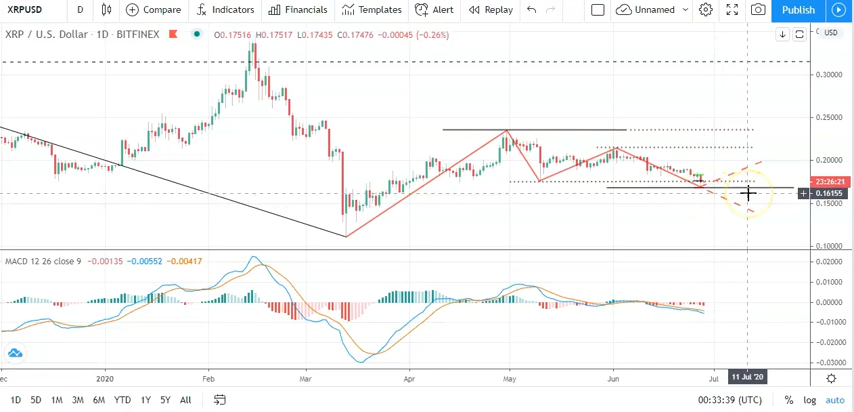 XRPUSD D Compare Indicators Financials Templates Alert Replay Unnamed Publish
XRP / U.S. Dollar · 1D · BITFINEX O0.17516 H0.17517 L0.17435 C0.17476 −0.00045 (−0.26%) USD
0.30000
0.25000
0.20000
23:26:21
0.16155
0.15000
0.10000
MACD 12 26 close 9 −0.00135 −0.00552 −0.00417
0.02000
0.01000
0.00000
-0.01000
-0.02000
-0.03000
ec 2020 Feb Mar Apr May Jun Jul 11 Jul '20
1D 5D 1M 3M 6M YTD 1Y 5Y All 00:33:39 (UTC) % log auto